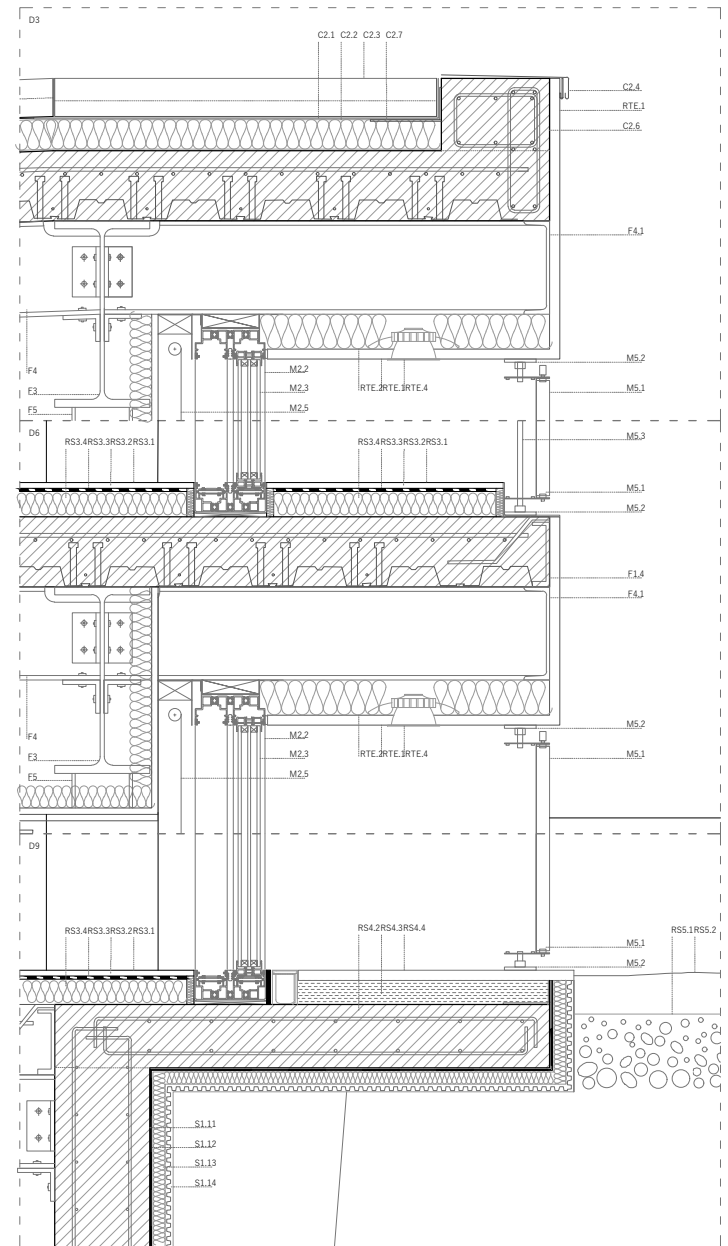 D3
C2.1 C2.2 C2.3 C2.7
C2.4
RTE.1
C2.6
F4.1
M5.2
F4
M2.2
F3
M2.3
RTE.2RTE.1RTE.4
M5.1
F5
M2.5
D6
M5.3
RS3.4RS3.3RS3.2RS3.1
RS3.4RS3.3RS3.2RS3.1
M5.1
M5.2
F1.4
F4.1
M5.2
F4
M2.2
F3
M2.3
RTE.2RTE.1RTE.4
M5.1
F5
M2.5
D9
RS3.4RS3.3RS3.2RS3.1
RS4.2RS4.3RS4.4
RS5.1RS5.2
M5.1
M5.2
S1.11
S1.12
S1.13
S1.14